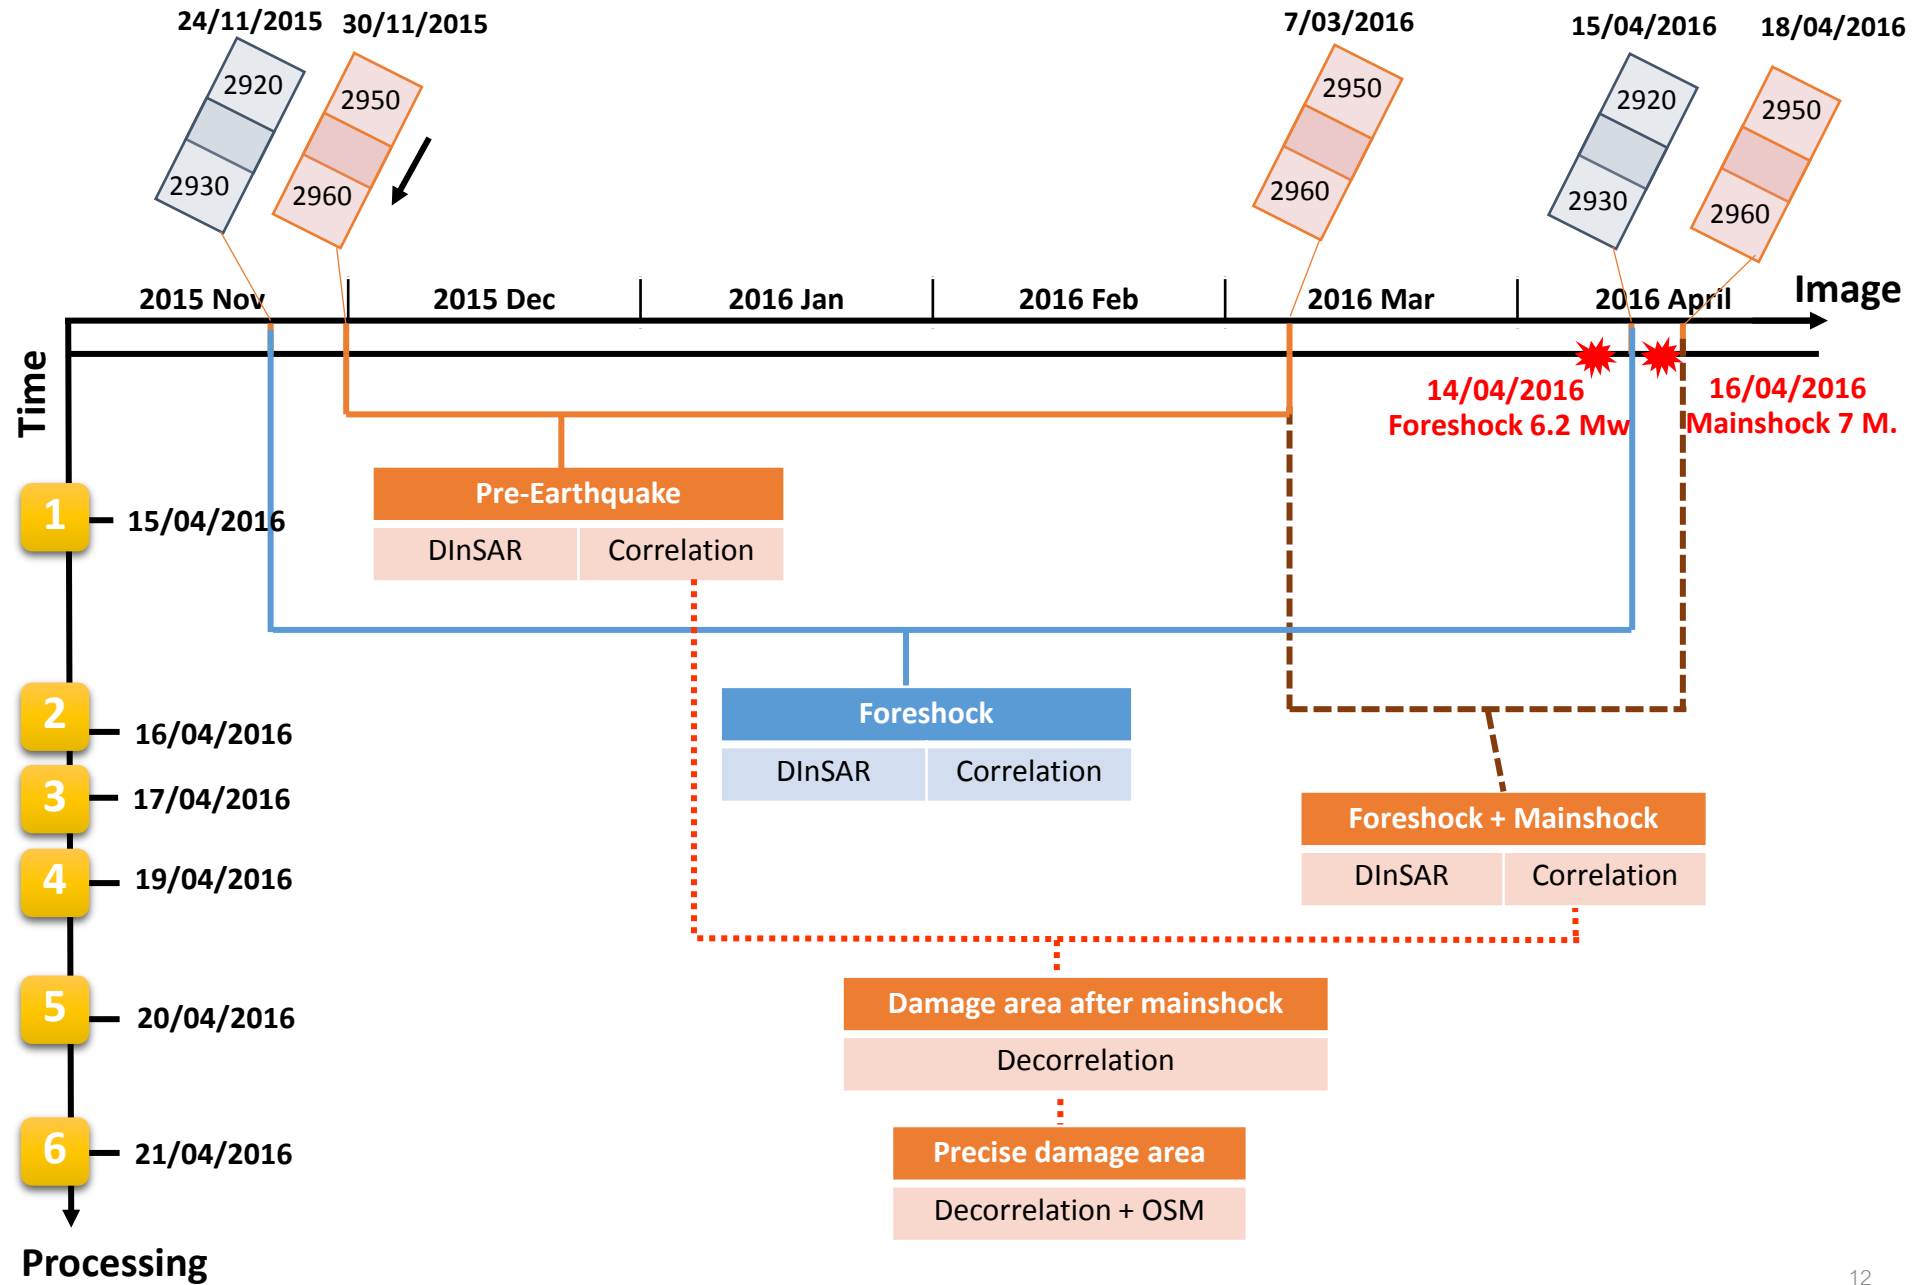 24/11/2015
30/11/2015
7/03/2016
15/04/2016
18/04/2016
2920
2930
2950
2960
2950
2960
2920
2930
2950
2960
2015 Nov
2015 Dec
2016 Jan
2016 Feb
2016 Mar
2016 April
Image
Time
14/04/2016
Foreshock 6.2 Mw
16/04/2016
Mainshock 7 M.
1
15/04/2016
Pre-Earthquake
DInSAR
Correlation
2
16/04/2016
Foreshock
DInSAR
Correlation
3
17/04/2016
Foreshock + Mainshock
DInSAR
Correlation
4
19/04/2016
5
20/04/2016
Damage area after mainshock
Decorrelation
6
21/04/2016
Precise damage area
Decorrelation + OSM
Processing
12